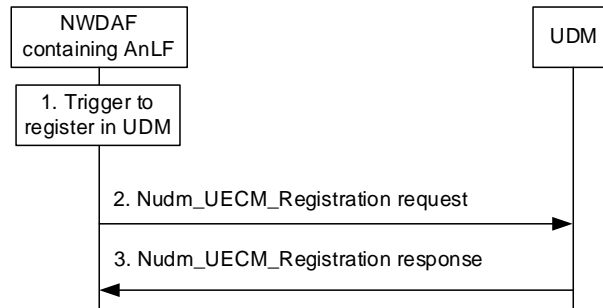 NWDAF
containing AnLF
UDM
1. Trigger to
register in UDM
2. Nudm_UECM_Registration request
3. Nudm_UECM_Registration response